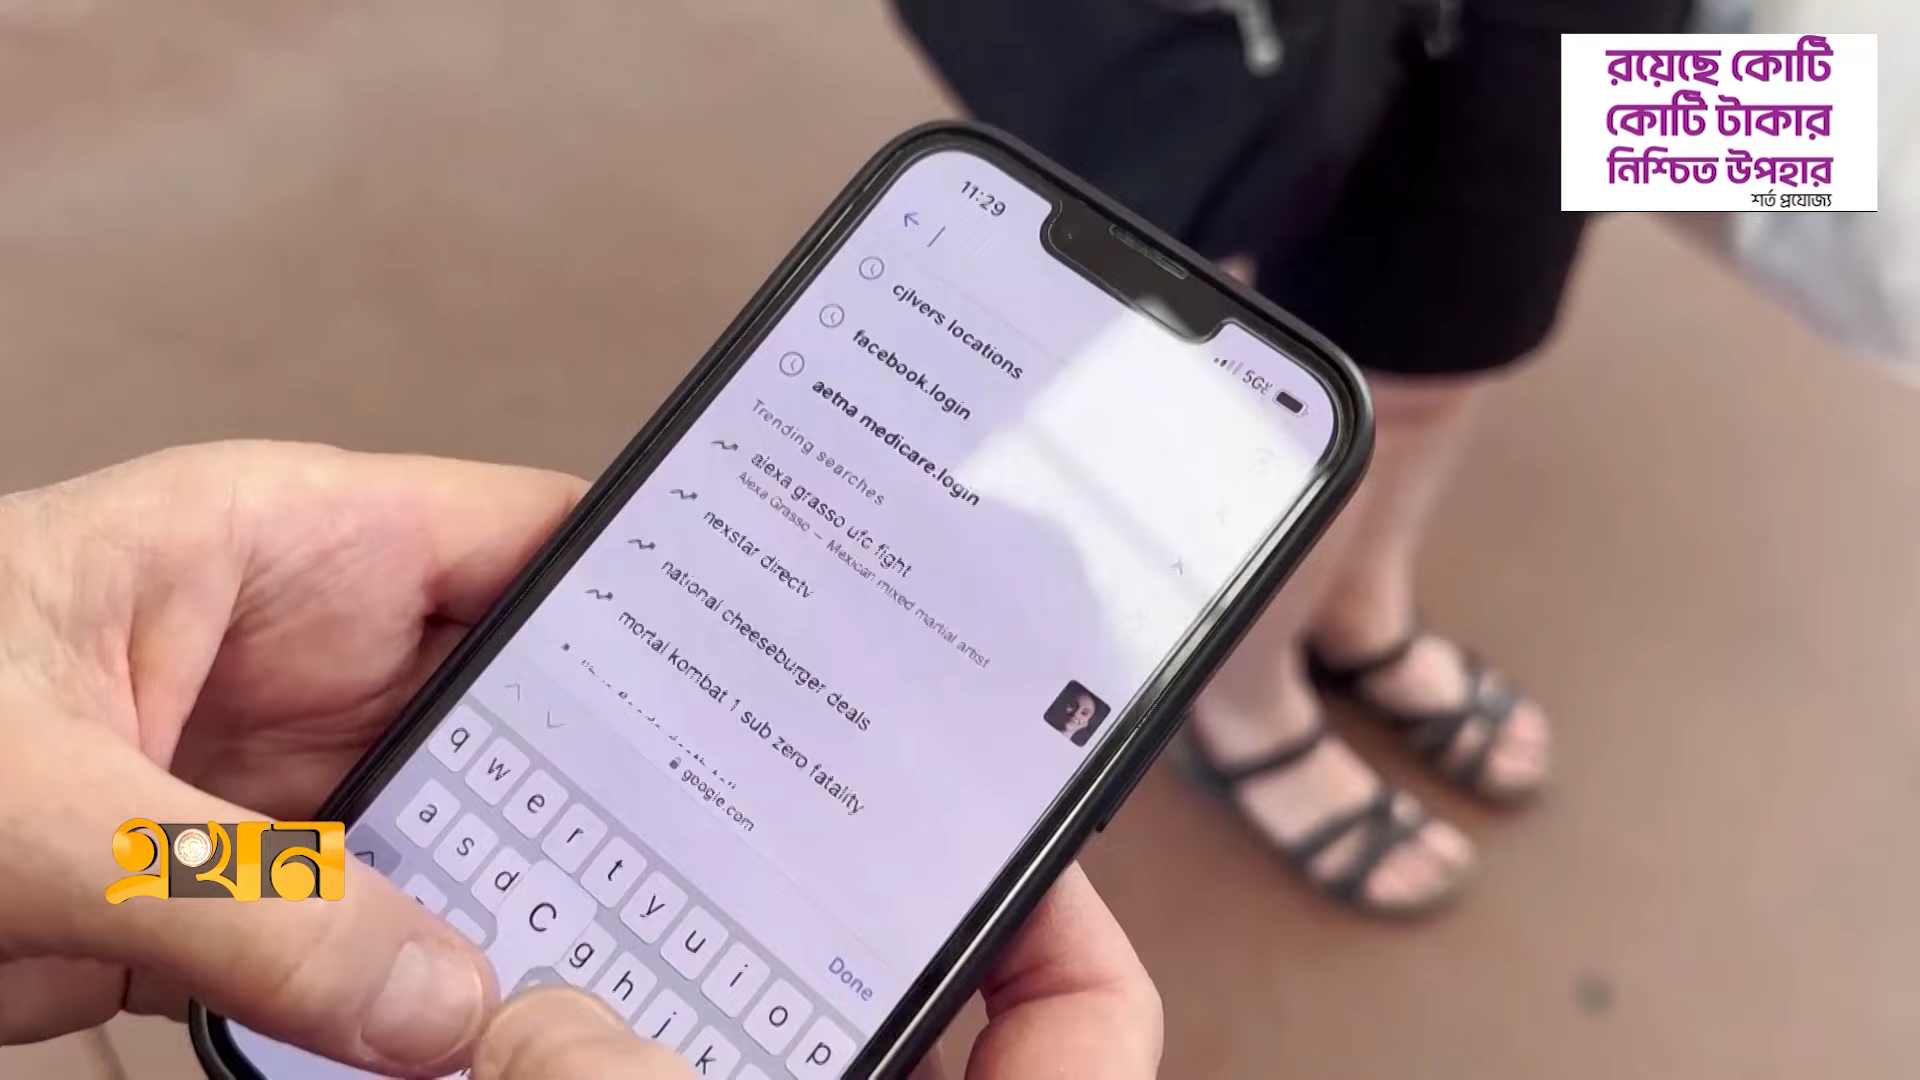 রয়েছে কোটি
কোটি টাকার
নিশ্চিত উপহার
শর্ত প্রযোজ্য
11:29
5GE
cjlvers locations
facebook.login
aetna medicare.login
Trending searches
alexa grasso ufc fight
Alexa Grasso — Mexican mixed martial artist
nexstar directv
national cheeseburger deals
mortal kombat 1 sub zero fatality
google.com
Done
q w e r t y u i o p
a s d C g h j k
এখন